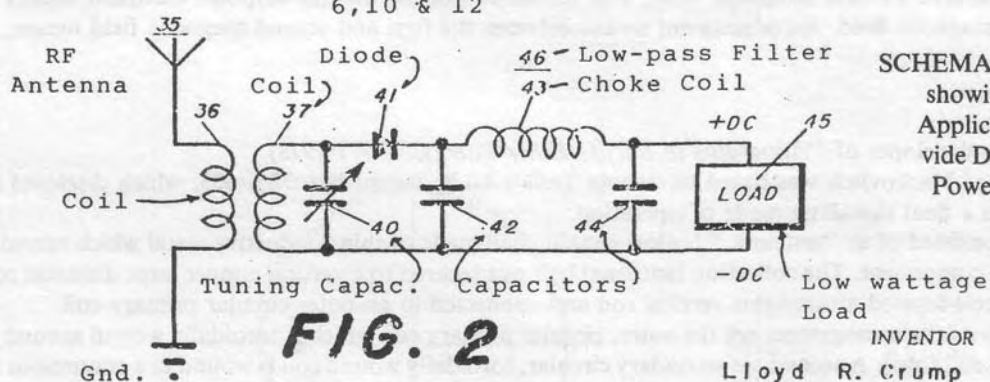 6,10 & 12
35
RF
Antenna
Diode
46 Low-pass Filter
43 Choke Coil
36
Coil
37
41
Coil
+DC
45
LOAD
40
42
44
-DC
Tuning Capac.
Capacitors
Low wattage
Load
FIG. 2
Gnd.
INVENTOR
Lloyd R. Crump
SCHEMA
showi
Applic
vide D
Powe